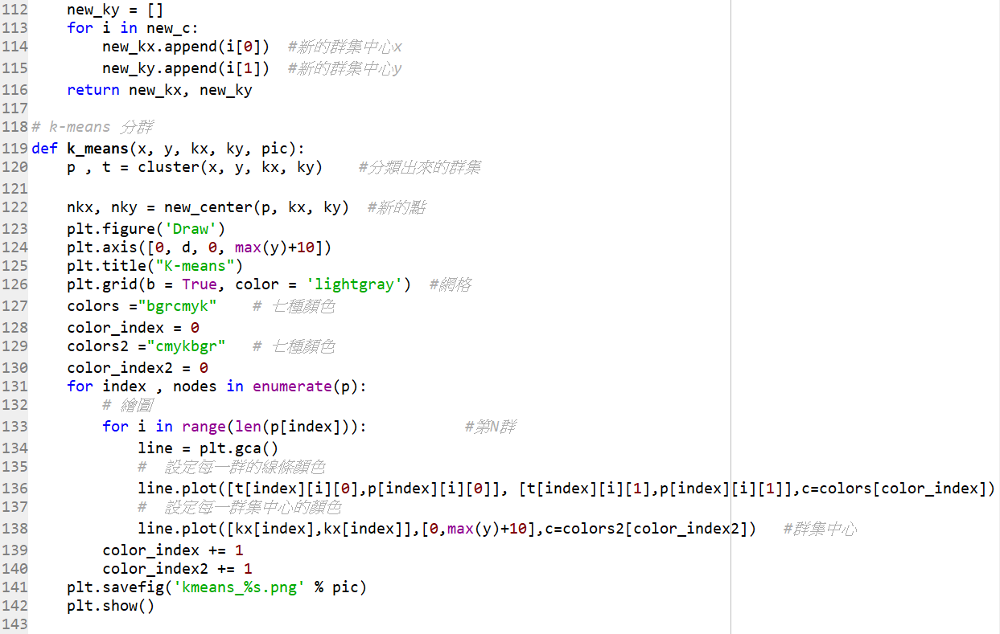 112     new_ky = []
113     for i in new_c:
114         new_kx.append(i[0])  #新的群集中心x
115         new_ky.append(i[1])  #新的群集中心y
116     return new_kx, new_ky
117
118 # k-means 分群
119 def k_means(x, y, kx, ky, pic):
120     p , t = cluster(x, y, kx, ky)    #分類出來的群集
121
122     nkx, nky = new_center(p, kx, ky)  #新的點
123     plt.figure('Draw')
124     plt.axis([0, d, 0, max(y)+10])
125     plt.title("K-means")
126     plt.grid(b = True, color = 'lightgray')  #網格
127     colors ="bgrcmyk"    # 七種顏色
128     color_index = 0
129     colors2 ="cmykbgr"   # 七種顏色
130     color_index2 = 0
131     for index , nodes in enumerate(p):
132         # 繪圖
133         for i in range(len(p[index])):           #第N群
134             line = plt.gca()
135             #  設定每一群的線條顏色
136             line.plot([t[index][i][0],p[index][i][0]], [t[index][i][1],p[index][i][1]],c=colors[color_index])
137             #  設定每一群集中心的顏色
138             line.plot([kx[index],kx[index]],[0,max(y)+10],c=colors2[color_index2])   #群集中心
139         color_index += 1
140         color_index2 += 1
141     plt.savefig('kmeans_%s.png' % pic)
142     plt.show()
143